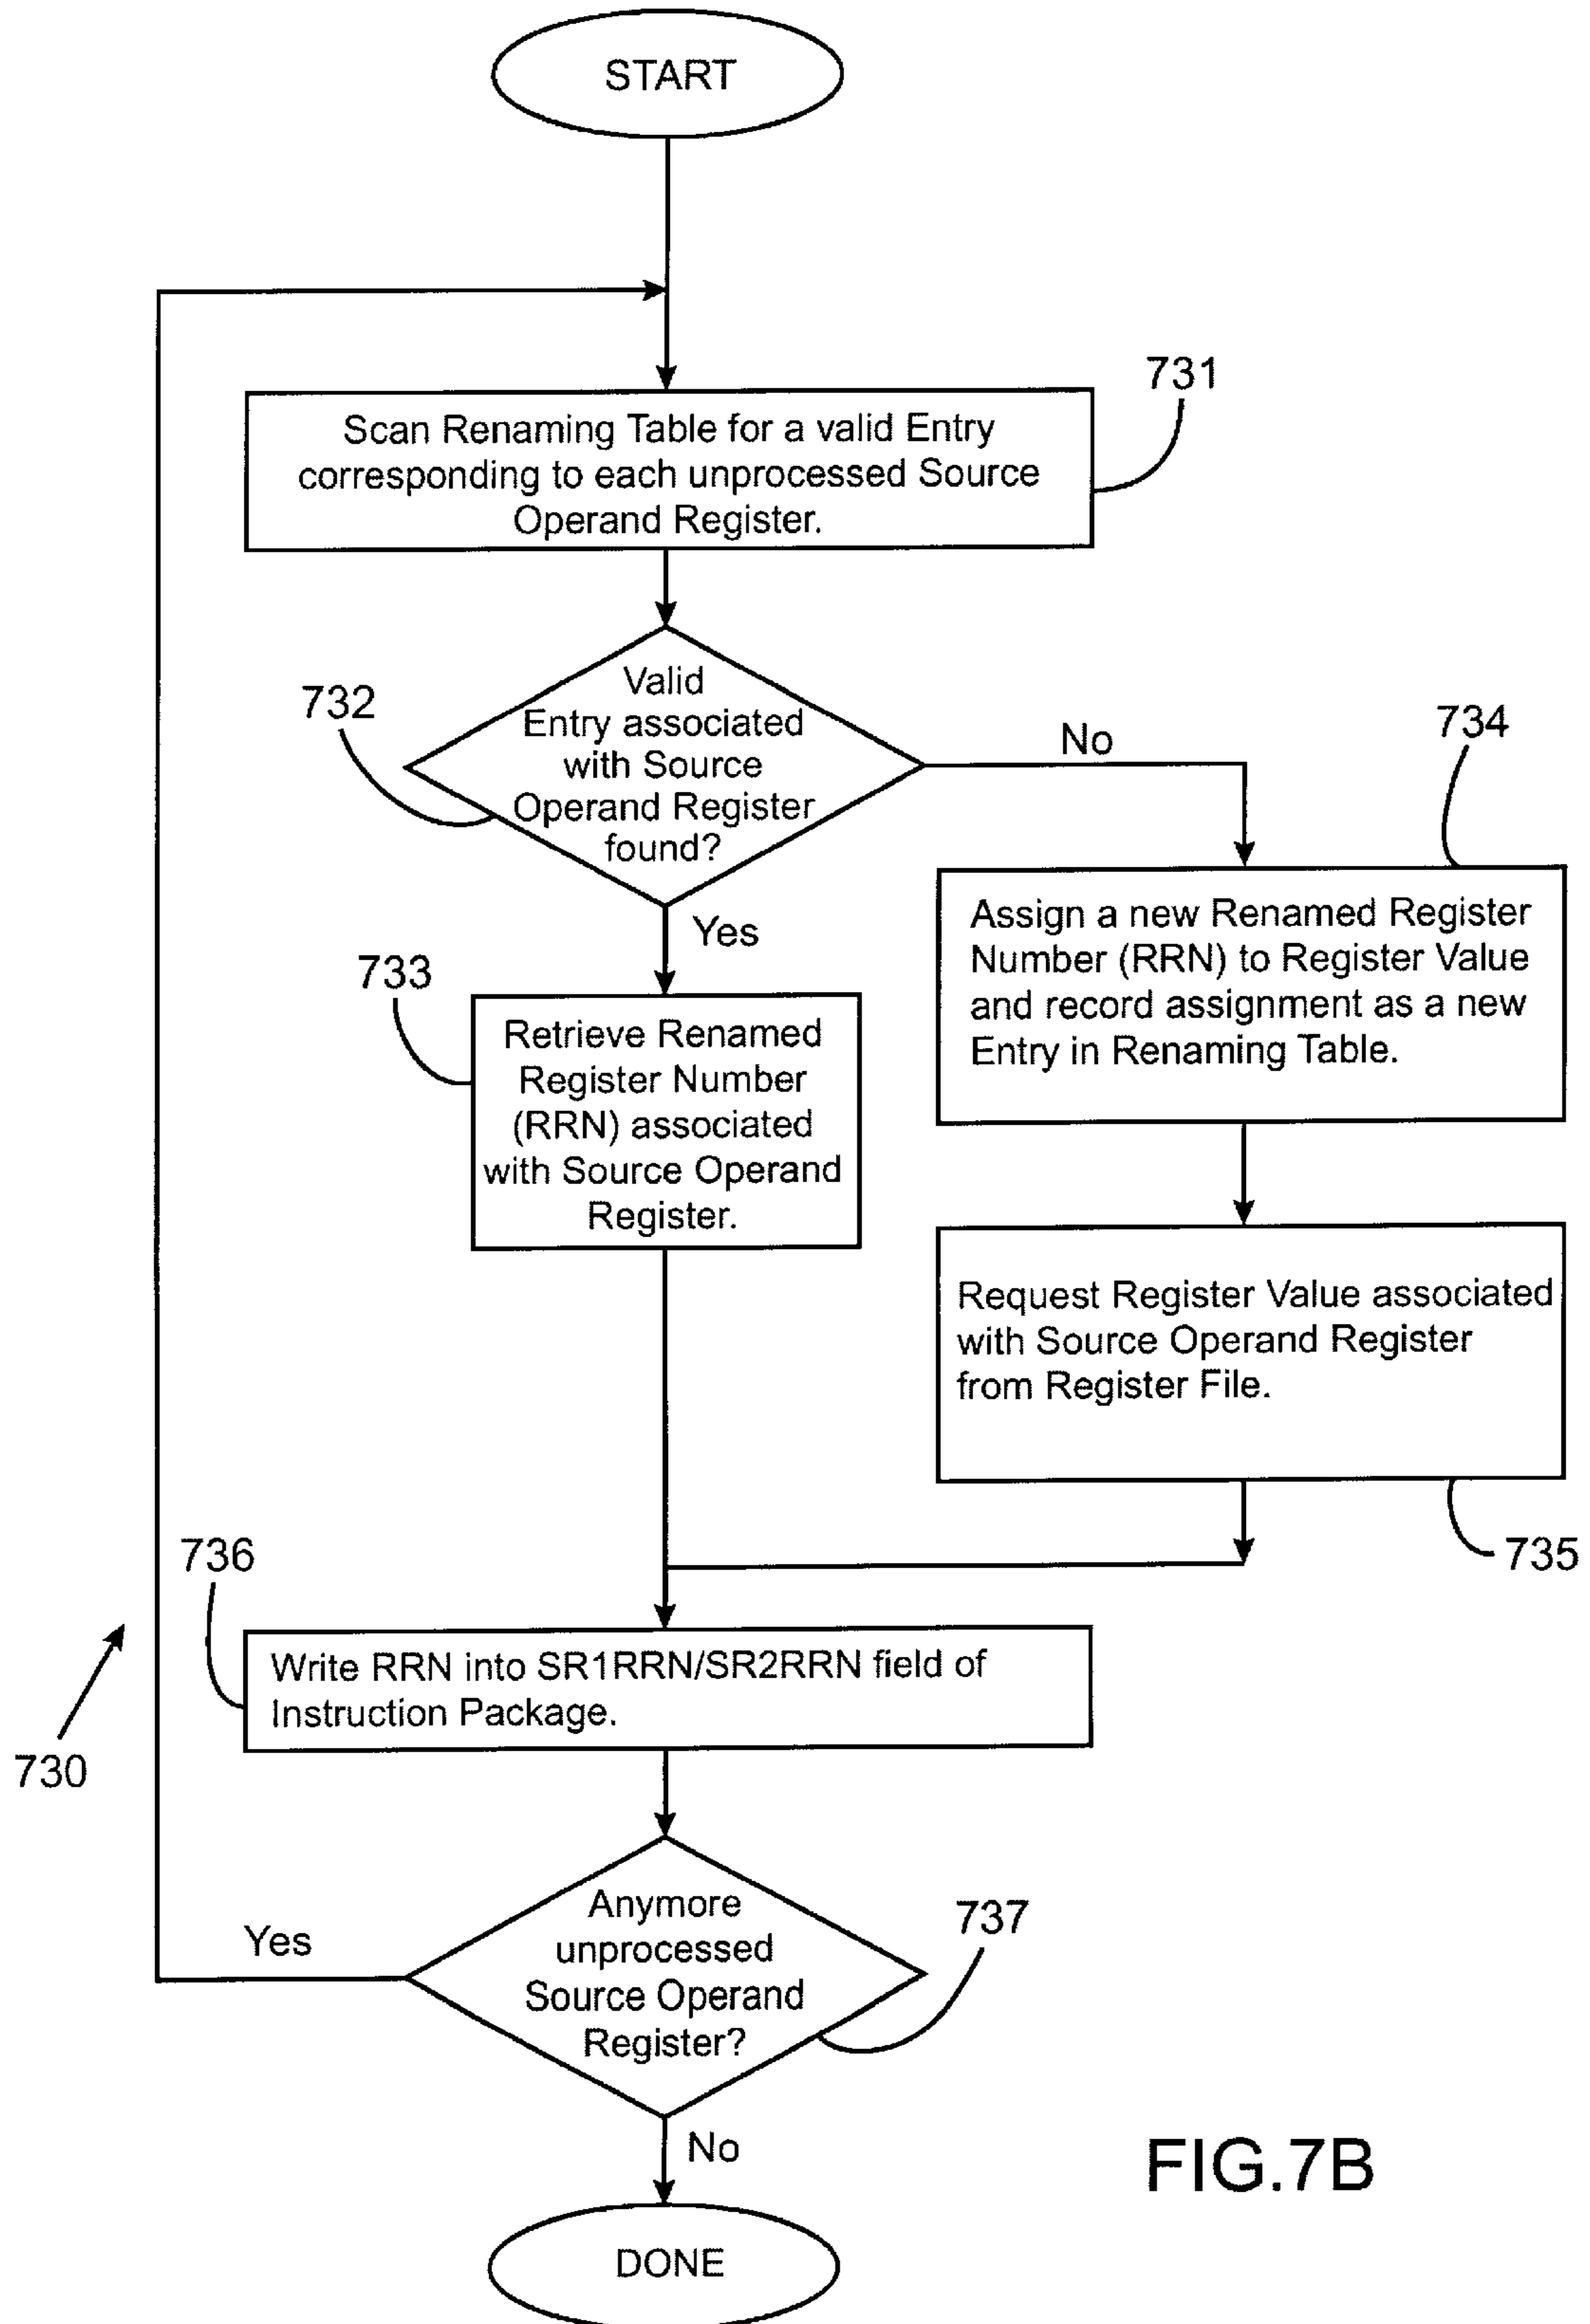 START
731
Scan Renaming Table for a valid Entry
corresponding to each unprocessed Source
Operand Register.
732
Valid
Entry associated
with Source
Operand Register
found?
No
734
Yes
733
Retrieve Renamed
Register Number
(RRN) associated
with Source Operand
Register.
Assign a new Renamed Register
Number (RRN) to Register Value
and record assignment as a new
Entry in Renaming Table.
Request Register Value associated
with Source Operand Register
from Register File.
735
736
Write RRN into SR1RRN/SR2RRN field of
Instruction Package.
730
Anymore
unprocessed
Source Operand
Register?
737
Yes
No
DONE
FIG.7B